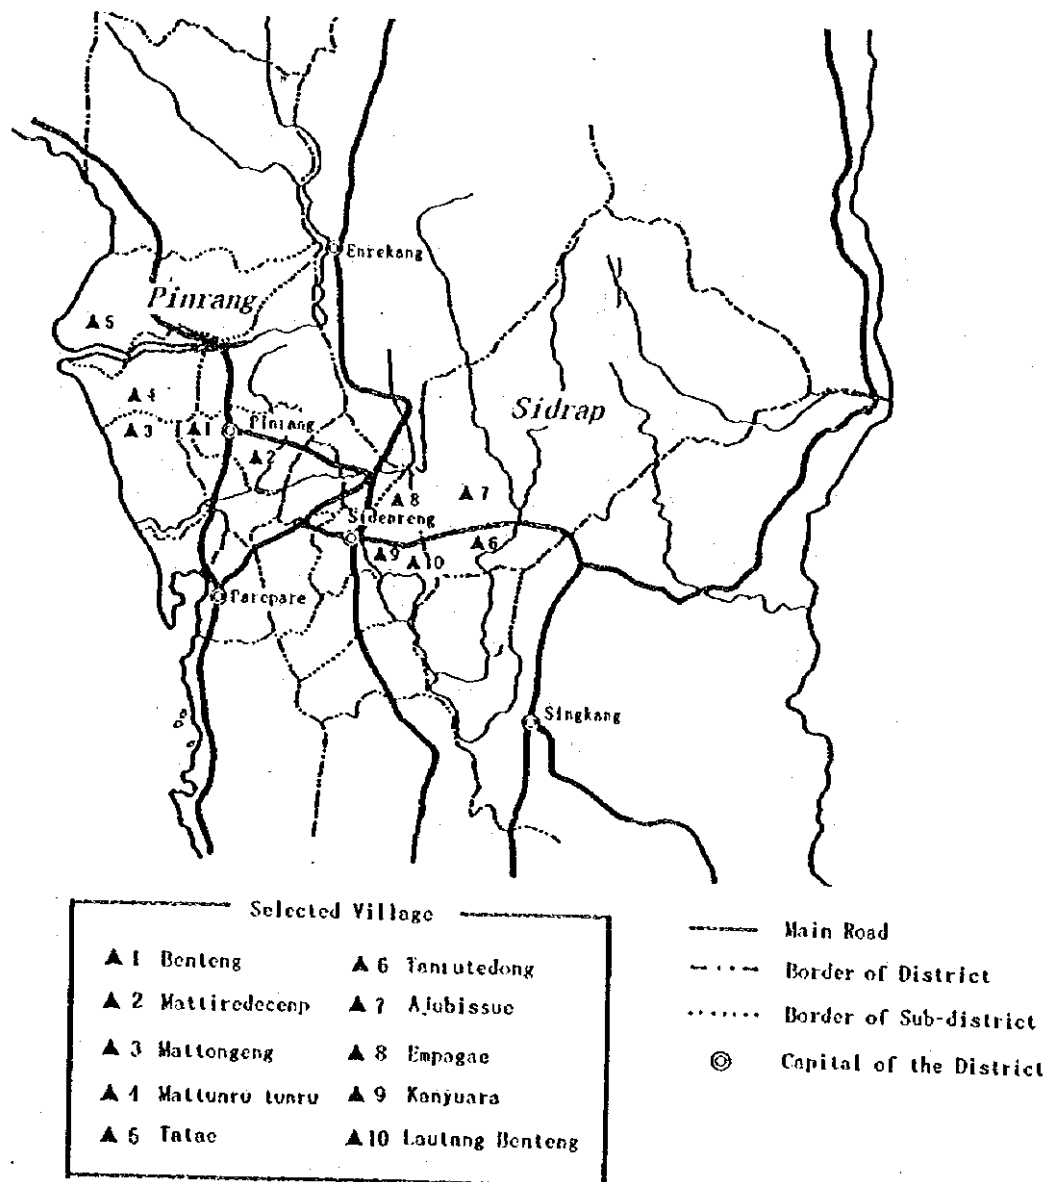 Enrekang
Pinrang
5
4
Sidrap
3
1
Pinrang
2
7
8
Sidenreng
6
9
10
Parepare
Singkang
Selected Village
1 Benteng
2 Mattiredeceng
3 Mattongeng
4 Mattunru tunru
5 Tatae
6 Tanrutedong
7 Ajubissue
8 Empagae
9 Kanjuara
10 Lautang Benteng
Main Road
Border of District
Border of Sub-district
Capital of the District